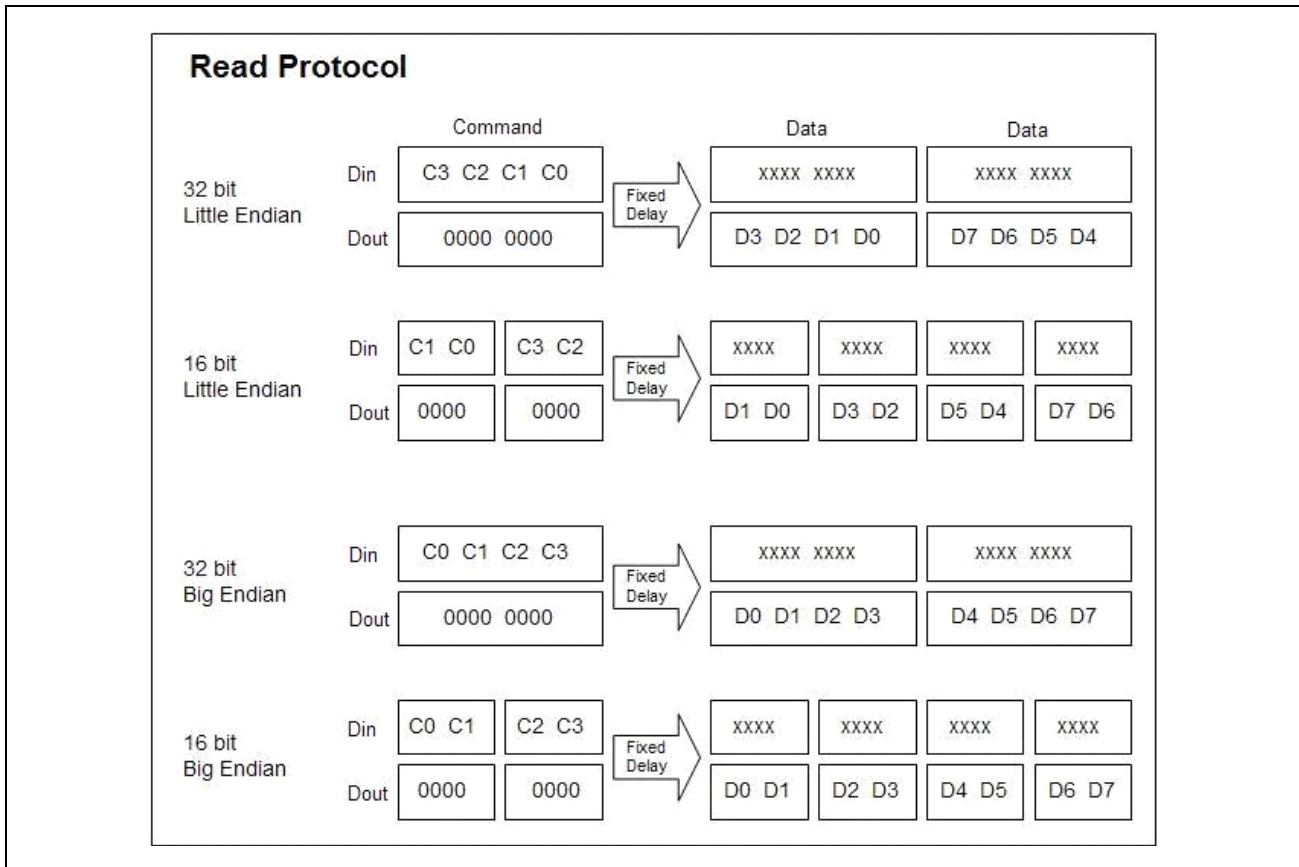 Read Protocol
Command Data Data
32 bit
Little Endian
Din C3 C2 C1 C0 Fixed Delay XXXX XXXX XXXX XXXX
Dout 0000 0000 D3 D2 D1 D0 D7 D6 D5 D4
16 bit
Little Endian
Din C1 C0 C3 C2 Fixed Delay XXXX XXXX XXXX XXXX
Dout 0000 0000 D1 D0 D3 D2 D5 D4 D7 D6
32 bit
Big Endian
Din C0 C1 C2 C3 Fixed Delay XXXX XXXX XXXX XXXX
Dout 0000 0000 D0 D1 D2 D3 D4 D5 D6 D7
16 bit
Big Endian
Din C0 C1 C2 C3 Fixed Delay XXXX XXXX XXXX XXXX
Dout 0000 0000 D0 D1 D2 D3 D4 D5 D6 D7